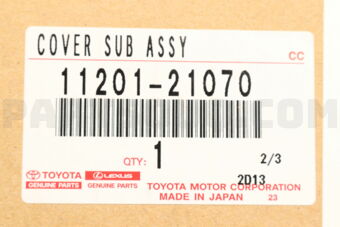 COVER SUB ASSY
CC
11201-21070
QTY: 1
2/3
TOYOTA LEXUS 2D13
GENUINE PARTS GENUINE PARTS TOYOTA MOTOR CORPORATION
MADE IN JAPAN 23